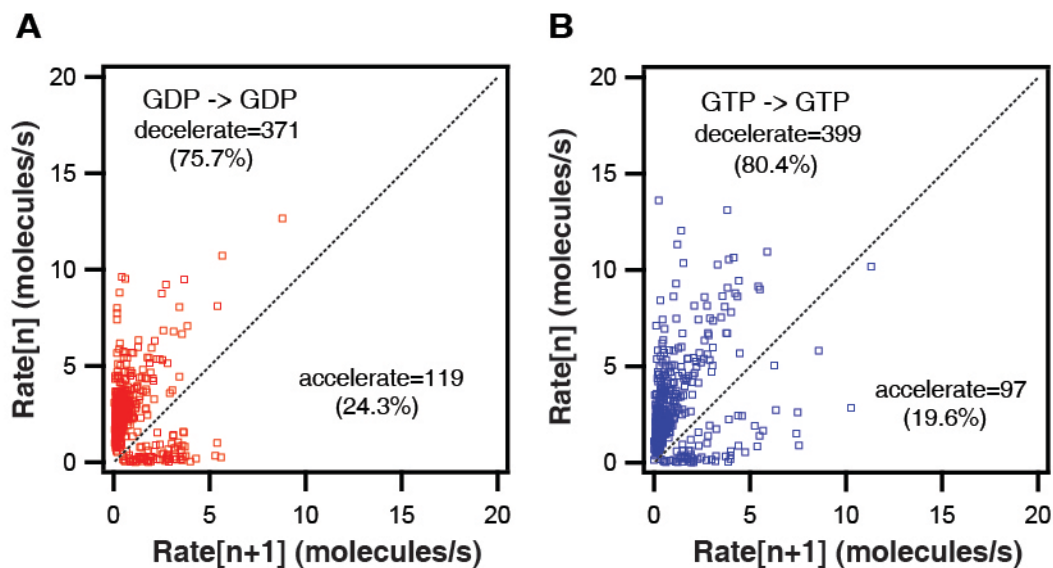 A
B
20
15
10
5
0
Rate[n] (molecules/s)
GDP -> GDP
decelerate=371
(75.7%)
accelerate=119
(24.3%)
0
5
10
15
20
Rate[n+1] (molecules/s)
20
15
10
5
0
Rate[n] (molecules/s)
GTP -> GTP
decelerate=399
(80.4%)
accelerate=97
(19.6%)
0
5
10
15
20
Rate[n+1] (molecules/s)